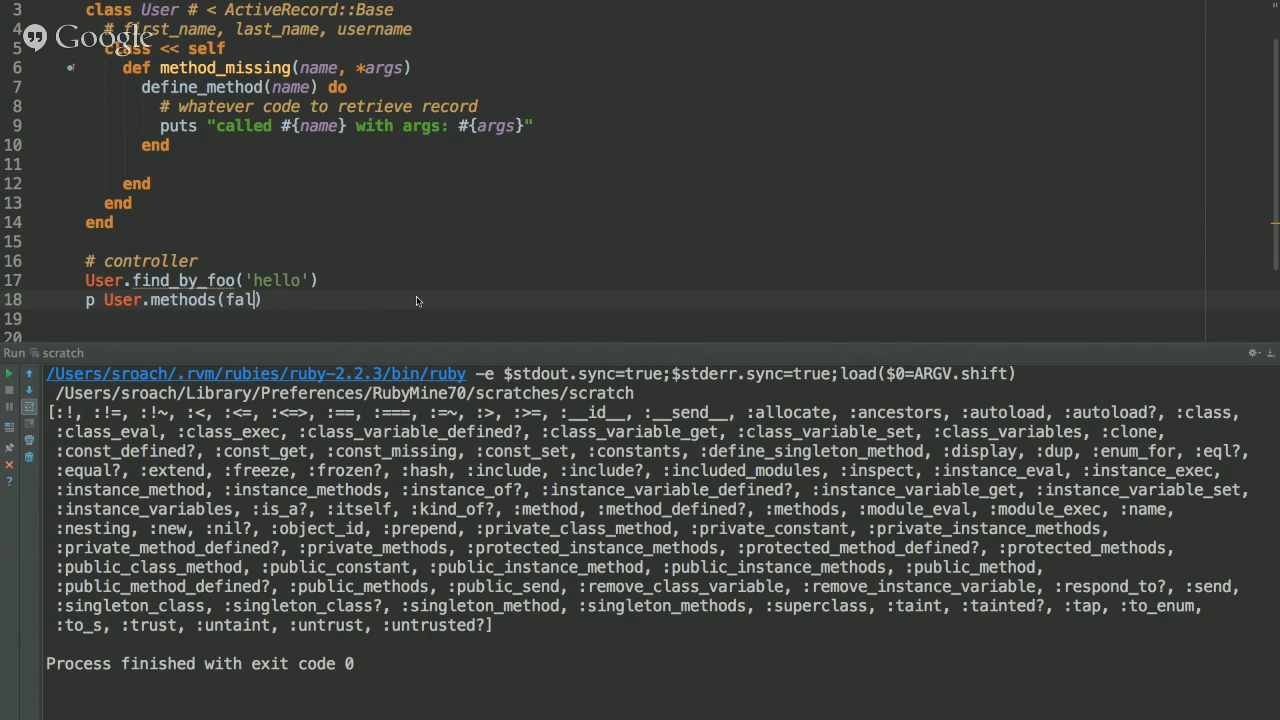 3 class User # < ActiveRecord::Base
4 # first_name, last_name, username
Google
5 class << self
6 def method_missing(name, *args)
7 define_method(name) do
8 # whatever code to retrieve record
9 puts "called #{name} with args: #{args}"
10 end
11
12 end
13 end
14 end
15
16 # controller
17 User.find_by_foo('hello')
18 p User.methods(fal)
19
20
Run scratch
/Users/sroach/.rvm/rubies/ruby-2.2.3/bin/ruby -e $stdout.sync=true;$stderr.sync=true;load($0=ARGV.shift)
/Users/sroach/Library/Preferences/RubyMine70/scratches/scratch
[:!, :!=, :!~, :<, :<=, :<=>, :==, :===, :=~, :>, :>=, :__id__, :__send__, :allocate, :ancestors, :autoload, :autoload?, :class,
:class_eval, :class_exec, :class_variable_defined?, :class_variable_get, :class_variable_set, :class_variables, :clone,
:const_defined?, :const_get, :const_missing, :const_set, :constants, :define_singleton_method, :display, :dup, :enum_for, :eql?,
:equal?, :extend, :freeze, :frozen?, :hash, :include, :include?, :included_modules, :inspect, :instance_eval, :instance_exec,
:instance_method, :instance_methods, :instance_of?, :instance_variable_defined?, :instance_variable_get, :instance_variable_set,
:instance_variables, :is_a?, :itself, :kind_of?, :method, :method_defined?, :methods, :module_eval, :module_exec, :name,
:nesting, :new, :nil?, :object_id, :prepend, :private_class_method, :private_constant, :private_instance_methods,
:private_method_defined?, :private_methods, :protected_instance_methods, :protected_method_defined?, :protected_methods,
:public_class_method, :public_constant, :public_instance_method, :public_instance_methods, :public_method,
:public_method_defined?, :public_methods, :public_send, :remove_class_variable, :remove_instance_variable, :respond_to?, :send,
:singleton_class, :singleton_class?, :singleton_method, :singleton_methods, :superclass, :taint, :tainted?, :tap, :to_enum,
:to_s, :trust, :untaint, :untrust, :untrusted?]
Process finished with exit code 0